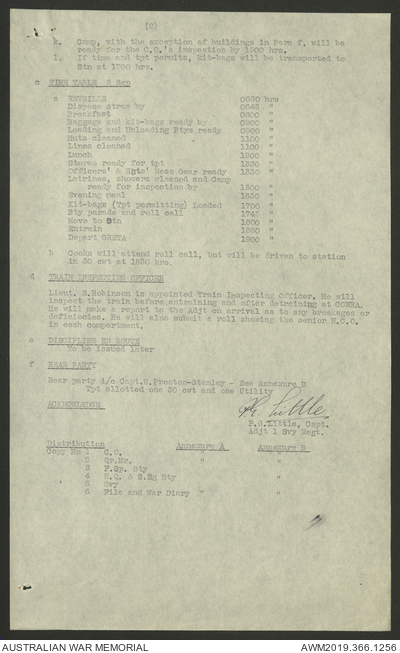 (2)
k. Camp, with the exception of buildings in Para f, will be
ready for the C.O.'s inspection by 1500 hrs.
l. If time and tpt permits, kit-bags will be transported to
Stn at 1700 hrs.
c TIME TABLE 5 Sep
a REVEILLE 0630 hrs
Dispose straw by 0645 "
Breakfast 0800 "
Baggage and kit-bags ready by 0900 "
Loading and Unloading Ptys ready 0900 "
Huts cleaned 1100 "
Lines cleaned 1100 "
Lunch 1200 "
Stores ready for tpt 1330 "
Officers' & Sgts' Mess Gear ready 1330 "
Latrines, showers cleaned and Camp
ready for inspection by 1500 "
Evening meal 1630 "
Kit-bags (Tpt permitting) Loaded 1700 "
Bty parade and roll call 1745 "
Move to Stn 1800 "
Entrain 1830 "
Depart GRETA 1900 "
b Cooks will attend roll call, but will be driven to station
in 30 cwt at 1830 hrs.
d TRAIN INSPECTING OFFICER
Lieut. E.Robinson is appointed Train Inspecting Officer. He will
inspect the train before entraining and after detraining at COWRA.
He will make a report to the Adjt on arrival as to any breakages or
deficiencies. He will also submit a roll showing the senior N.C.O.
in each compartment.
e DISCIPLINE EN ROUTE
To be issued later
f REAR PARTY
Rear party i/c Capt.H.Preston-Stanley - See Annexure B
Tpt allotted one 30 cwt and one Utility
ACKNOWLEDGE
P.G. Little, Capt.
Adjt 1 Svy Regt.
Distribution Annexure A Annexure B
Copy No 1 C.O.
2 Qr.Mr. " "
3 F.Sp. Bty "
4 H.Q. & S.Rg Bty "
5 Svy "
6 File and War Diary " "
AUSTRALIAN WAR MEMORIAL AWM2019.366.1256